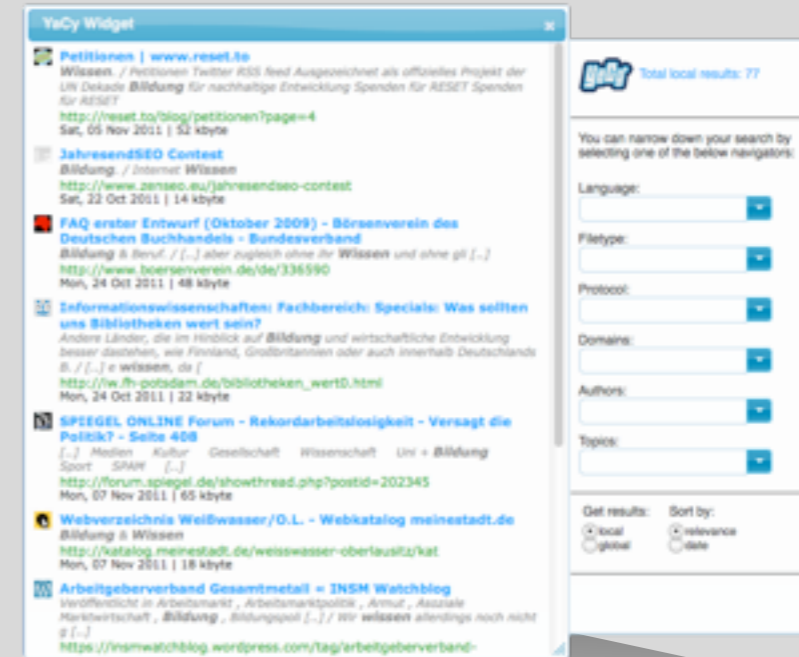 YaCy Widget
x
Petitionen | www.reset.to
Wissen. / Petitionen Twitter RSS feed Ausgezeichnet als offizielles Projekt der
UN Dekade Bildung für nachhaltige Entwicklung Spenden für RESET Spenden
für RESET
http://reset.to/blog/petitionen?page=4
Sat, 05 Nov 2011 | 52 kbyte
JahresendSEO Contest
Bildung. / Internet Wissen
http://www.zenseo.eu/jahresendseo-contest
Sat, 22 Oct 2011 | 14 kbyte
FAQ erster Entwurf (Oktober 2009) - Börsenverein des
Deutschen Buchhandels - Bundesverband
Bildung & Beruf. / [..] aber zugleich ohne ihr Wissen und ohne gli [..]
http://www.boersenverein.de/de/336590
Mon, 24 Oct 2011 | 48 kbyte
Informationswissenschaften: Fachbereich: Specials: Was sollten
uns Bibliotheken wert sein?
Andere Länder, die im Hinblick auf Bildung und wirtschaftliche Entwicklung
besser dastehen, wie Finnland, Großbritannien oder auch innerhalb Deutschlands
B. / [..] e wissen, da [
http://iw.fh-potsdam.de/bibliotheken_wert0.html
Mon, 24 Oct 2011 | 22 kbyte
SPIEGEL ONLINE Forum - Rekordarbeitslosigkeit - Versagt die
Politik? - Seite 408
[..] Medien Kultur Gesellschaft Wissenschaft Uni + Bildung
Sport SPAM [..]
http://forum.spiegel.de/showthread.php?postid=202345
Mon, 07 Nov 2011 | 65 kbyte
Webverzeichnis Weißwasser/O.L. - Webkatalog meinestadt.de
Bildung & Wissen
http://katalog.meinestadt.de/weisswasser-oberlausitz/kat
Mon, 07 Nov 2011 | 18 kbyte
Arbeitgeberverband Gesamtmetall = INSM Watchblog
Veröffentlicht in Arbeitsmarkt , Arbeitsmarktpolitik , Armut , Asoziale
Marktwirtschaft , Bildung , Bildungspoli [..] / Wir wissen allerdings noch nicht
g [..]
https://insmwatchblog.wordpress.com/tag/arbeitgeberverband-
YaCy
Total local results: 77
You can narrow down your search by
selecting one of the below navigators:
Language:
Filetype:
Protocol:
Domains:
Authors:
Topics:
Get results: Sort by:
local relevance
global date